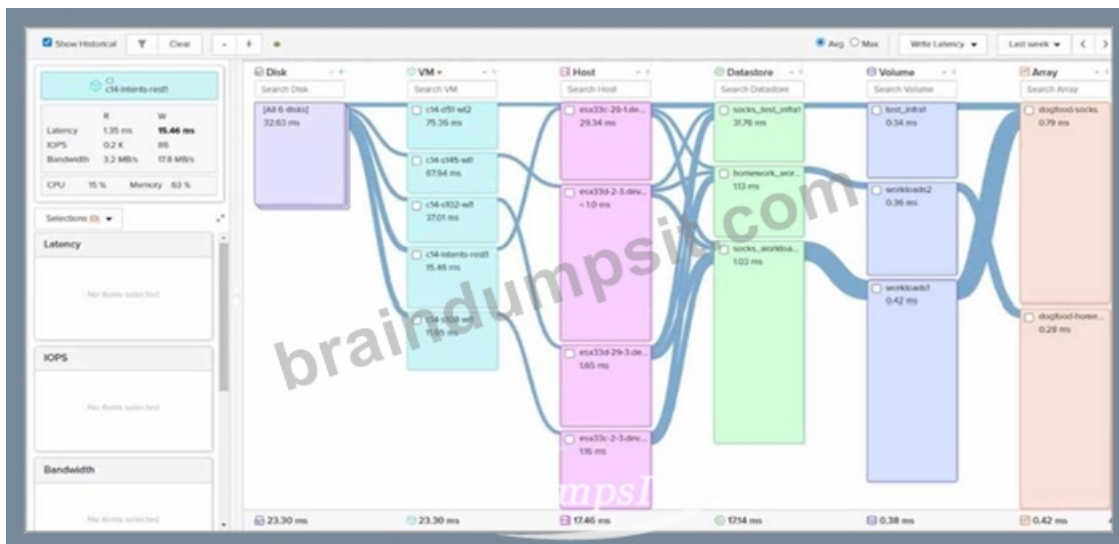 Show Historical Clear - + Avg Max Write Latency Last week
c14-intents-rest1
R W
Latency 1.35 ms 15.46 ms
IOPS 0.2 K 86
Bandwidth 3.2 MB/s 17.8 MB/s
CPU 15 % Memory 63 %
Selections (0)
Latency
No items selected
IOPS
No items selected
Bandwidth
No items selected
Disk
Search Disk
[All 6 disks]
32.63 ms
VM
Search VM
c14-d51-wl2
75.36 ms
c14-s145-wl1
67.94 ms
c14-s102-wl1
37.01 ms
c14-intents-rest1
15.46 ms
c14-s108-wl1
Host
Search Host
esx33c-29-1.de...
29.34 ms
esx33d-2-3.dev...
< 1.0 ms
esx33d-29-3.de...
1.65 ms
esx33c-2-3.dev...
1.16 ms
Datastore
Search Datastore
socks_test_infra1
31.76 ms
homework_wor...
1.13 ms
socks_workloa...
1.03 ms
Volume
Search Volume
test_infra1
0.34 ms
workloads2
0.36 ms
workloads1
0.42 ms
Array
Search Array
dogfood-socks
0.79 ms
dogfood-home...
0.28 ms
23.30 ms 23.30 ms 17.46 ms 17.14 ms 0.38 ms 0.42 ms
braindumpsit.com